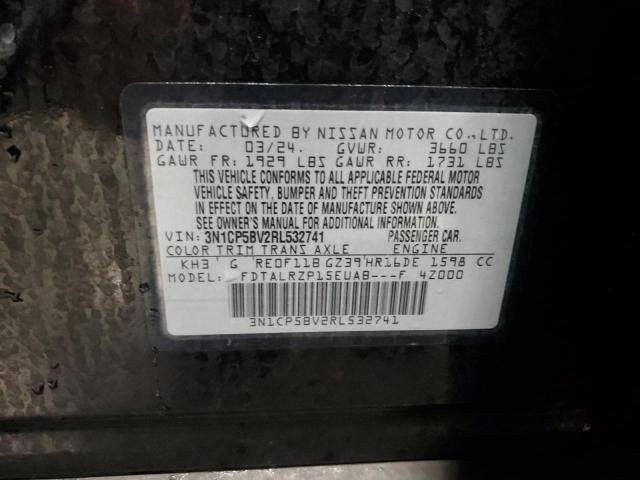 MANUFACTURED BY NISSAN MOTOR CO., LTD.
DATE: 03/24. GVWR: 3660 LBS
GAWR FR: 1929 LBS GAWR RR: 1731 LBS
THIS VEHICLE CONFORMS TO ALL APPLICABLE FEDERAL MOTOR
VEHICLE SAFETY, BUMPER AND THEFT PREVENTION STANDARDS
IN EFFECT ON THE DATE OF MANUFACTURE SHOWN ABOVE.
SEE OWNER'S MANUAL FOR ADDITIONAL INFORMATION.
VIN: 3N1CP5BV2RL532741 PASSENGER CAR.
COLOR TRIM TRANS AXLE ENGINE
KH3 G RE0F11B GZ39 HR16DE 1598 CC
MODEL: FDTALRZP15EUAB---F 4Z000
3N1CP5BV2RL532741